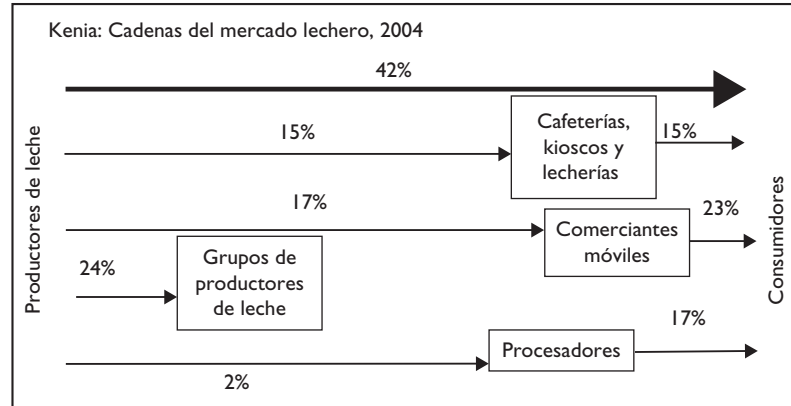 Kenia: Cadenas del mercado lechero, 2004
42%
Productores de leche
15%
Cafeterías,
kioscos y
lecherías
15%
17%
Comerciantes
móviles
23%
Consumidores
24%
Grupos de
productores
de leche
2%
Procesadores
17%